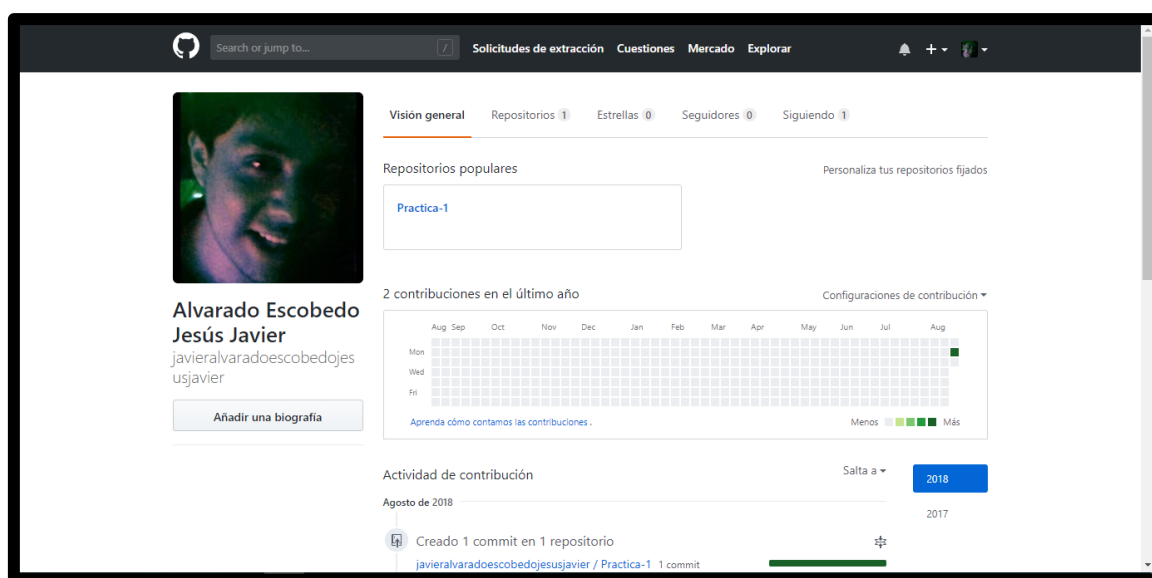 Search or jump to... /
Solicitudes de extracción Cuestiones Mercado Explorar
Visión general Repositorios 1 Estrellas 0 Seguidores 0 Siguiendo 1
Repositorios populares Personaliza tus repositorios fijados
Practica-1
2 contribuciones en el último año Configuraciones de contribución
Aug Sep Oct Nov Dec Jan Feb Mar Apr May Jun Jul Aug
Mon
Wed
Fri
Aprenda cómo contamos las contribuciones .
Menos Más
Alvarado Escobedo
Jesús Javier
javieralvaradoescobedojes
usjavier
Añadir una biografía
Actividad de contribución Salta a
2018
2017
Agosto de 2018
Creado 1 commit en 1 repositorio
javieralvaradoescobedojesusjavier / Practica-1 1 commit